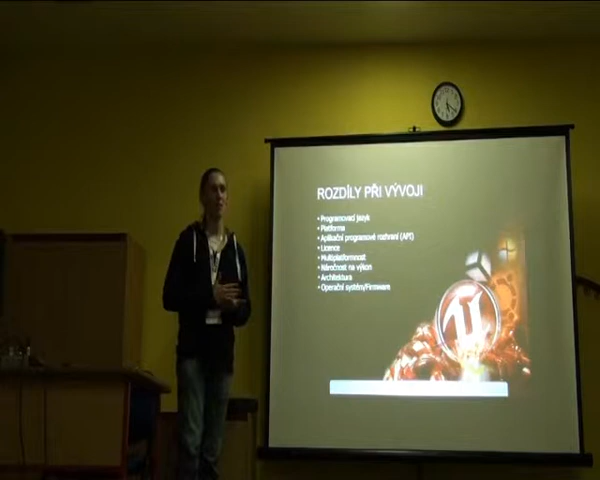 ROZDÍLY PŘI VÝVOJI
•Programovací jazyk
•Platforma
•Aplikační programové rozhraní (API)
•Licence
•Multiplatformnost
•Náročnost na výkon
•Architektura
•Operační systém/Firmware